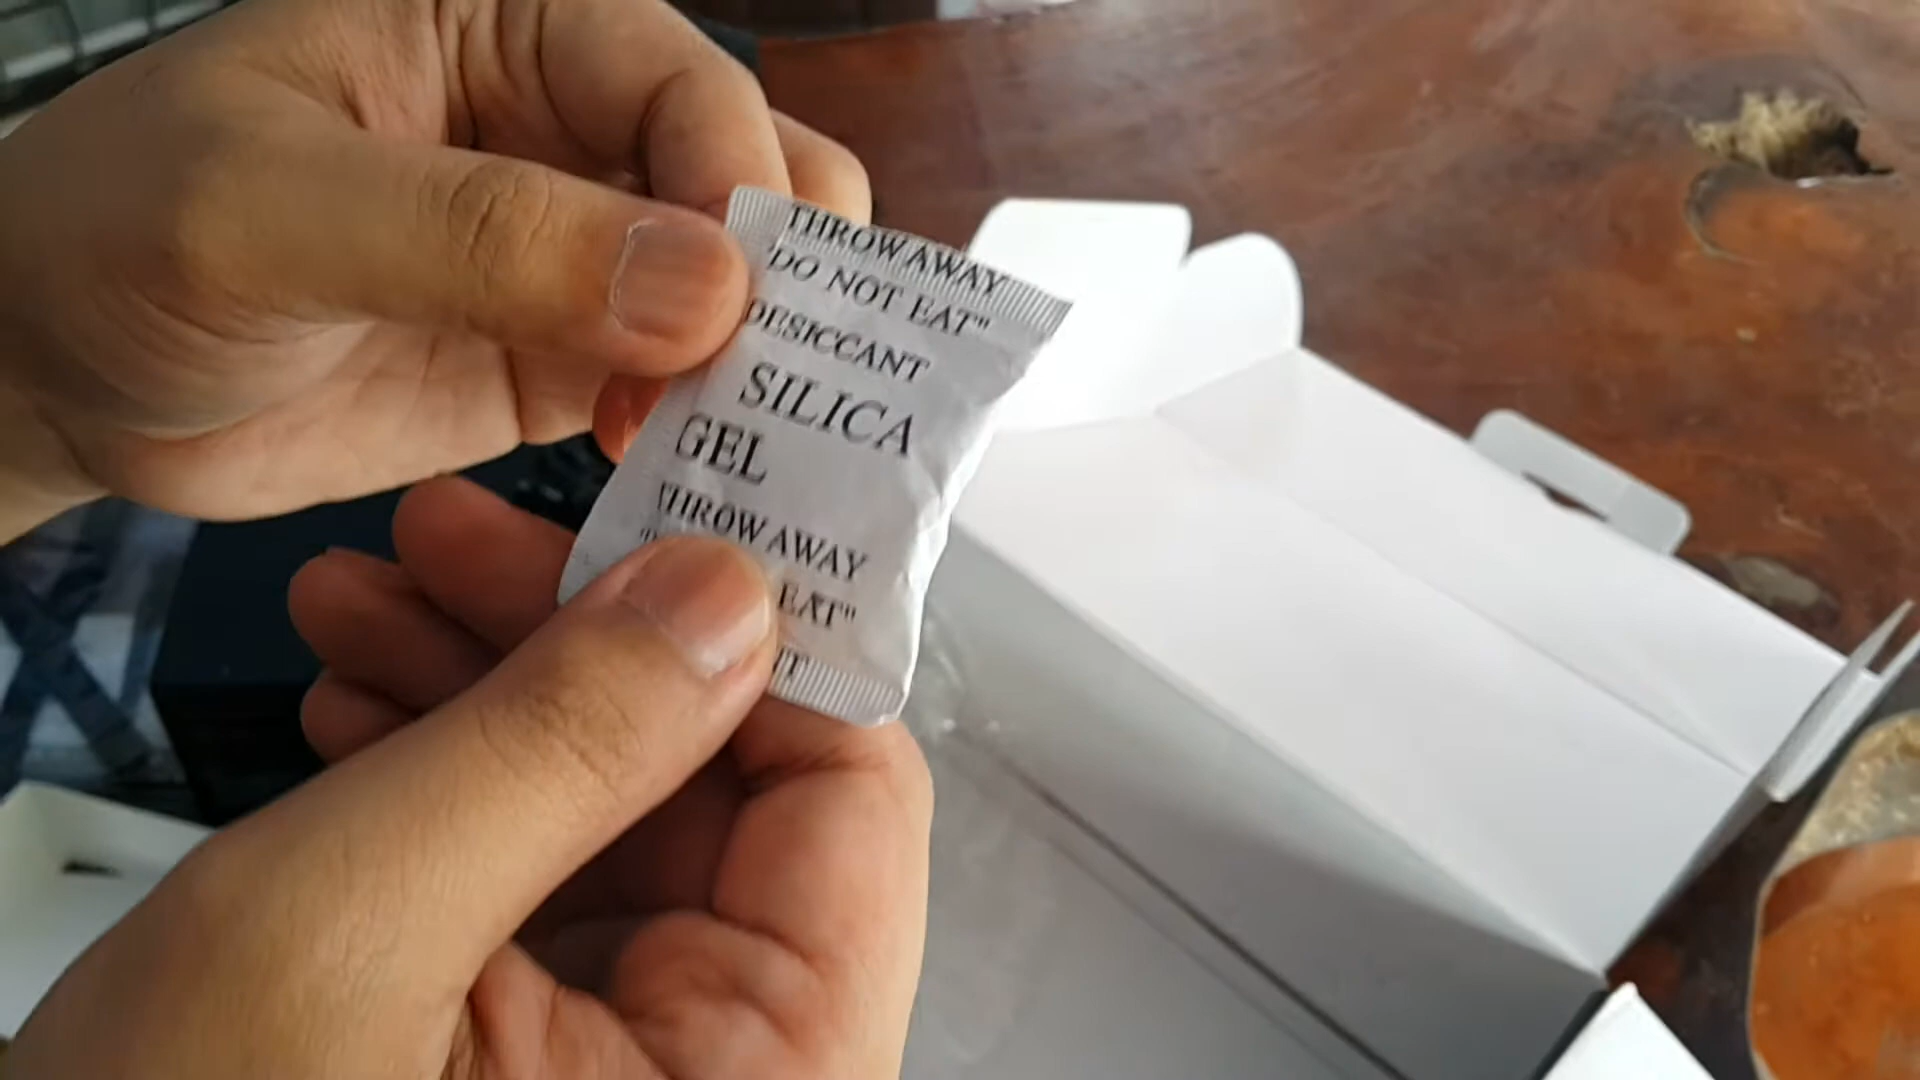 THROW AWAY
"DO NOT EAT"
DESICCANT
SILICA
GEL
THROW AWAY
EAT"